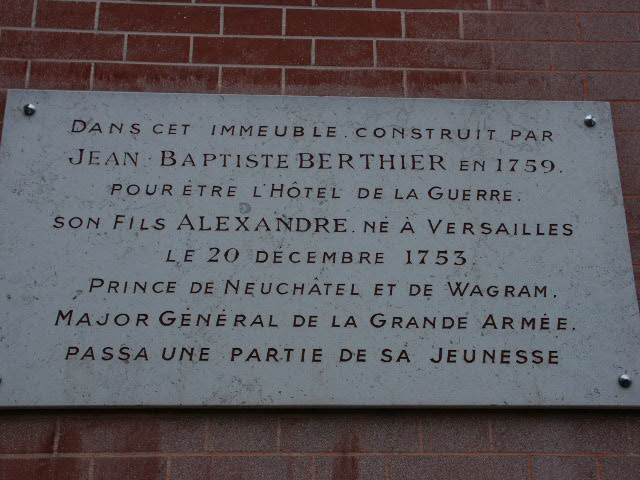 DANS CET IMMEUBLE. CONSTRUIT PAR
JEAN BAPTISTE BERTHIER EN 1759.
POUR ÊTRE L'HÔTEL DE LA GUERRE.
SON FILS ALEXANDRE. NÉ À VERSAILLES
LE 20 DÉCEMBRE 1753.
PRINCE DE NEUCHÂTEL ET DE WAGRAM.
MAJOR GÉNÉRAL DE LA GRANDE ARMÉE.
PASSA UNE PARTIE DE SA JEUNESSE